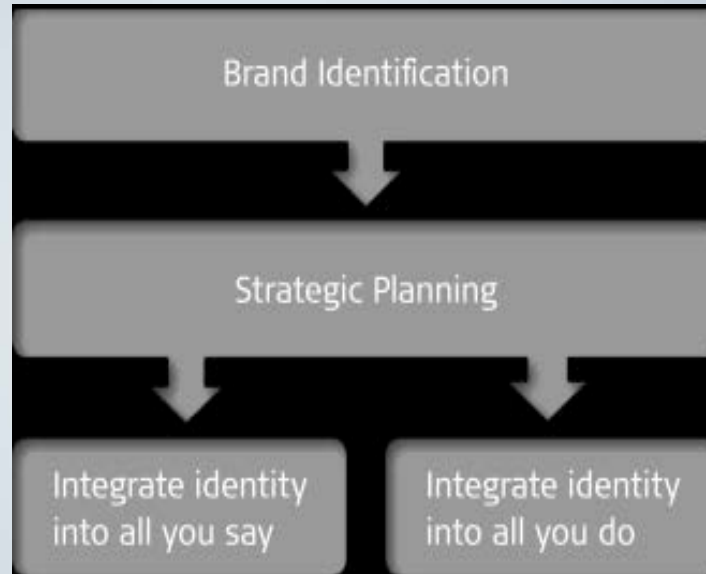 Brand Identification
Strategic Planning
Integrate identity
into all you say
Integrate identity
into all you do